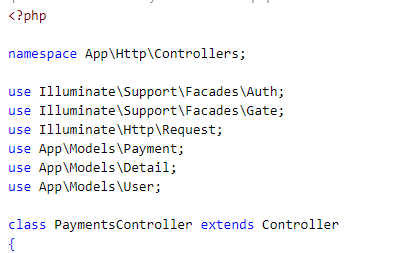 <?php
namespace App\Http\Controllers;
use Illuminate\Support\Facades\Auth;
use Illuminate\Support\Facades\Gate;
use Illuminate\Http\Request;
use App\Models\Payment;
use App\Models\Detail;
use App\Models\User;
class PaymentsController extends Controller
{